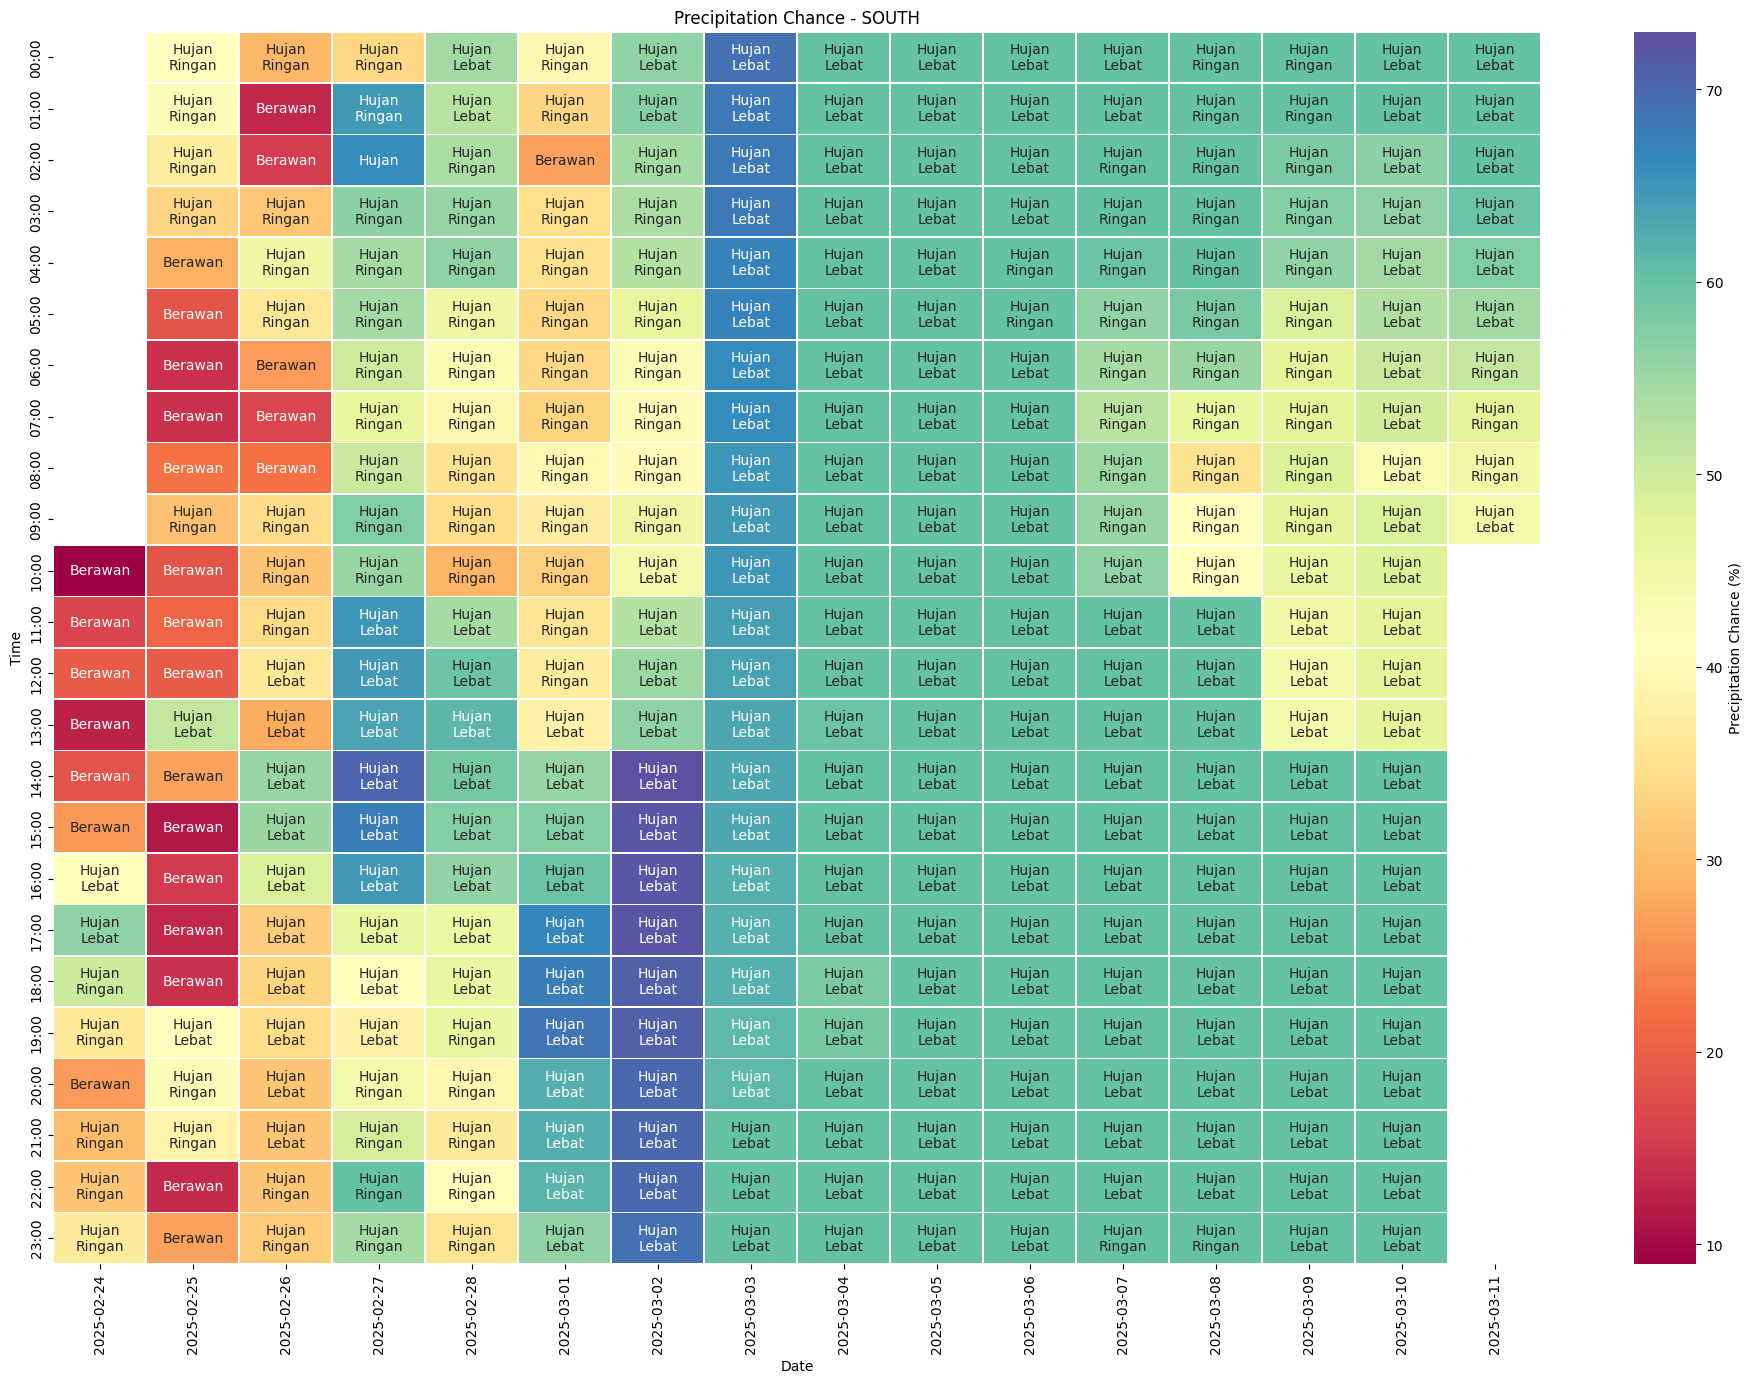 Precipitation Chance - SOUTH
00:00 Hujan Ringan Hujan Ringan Hujan Ringan Hujan Lebat Hujan Ringan Hujan Lebat Hujan Lebat Hujan Lebat Hujan Lebat Hujan Lebat Hujan Lebat Hujan Ringan Hujan Ringan Hujan Lebat Hujan Lebat
01:00 Hujan Ringan Berawan Hujan Ringan Hujan Lebat Hujan Ringan Hujan Lebat Hujan Lebat Hujan Lebat Hujan Lebat Hujan Lebat Hujan Lebat Hujan Ringan Hujan Ringan Hujan Lebat Hujan Lebat
02:00 Hujan Ringan Berawan Hujan Hujan Ringan Berawan Hujan Ringan Hujan Lebat Hujan Lebat Hujan Lebat Hujan Lebat Hujan Ringan Hujan Ringan Hujan Ringan Hujan Lebat Hujan Lebat
03:00 Hujan Ringan Hujan Ringan Hujan Ringan Hujan Ringan Hujan Ringan Hujan Ringan Hujan Lebat Hujan Lebat Hujan Lebat Hujan Lebat Hujan Ringan Hujan Ringan Hujan Ringan Hujan Lebat Hujan Lebat
04:00 Berawan Hujan Ringan Hujan Ringan Hujan Ringan Hujan Ringan Hujan Ringan Hujan Lebat Hujan Lebat Hujan Lebat Hujan Ringan Hujan Ringan Hujan Ringan Hujan Ringan Hujan Lebat Hujan Lebat
05:00 Berawan Hujan Ringan Hujan Ringan Hujan Ringan Hujan Ringan Hujan Ringan Hujan Lebat Hujan Lebat Hujan Lebat Hujan Ringan Hujan Ringan Hujan Ringan Hujan Ringan Hujan Lebat Hujan Lebat
06:00 Berawan Berawan Hujan Ringan Hujan Ringan Hujan Ringan Hujan Ringan Hujan Lebat Hujan Lebat Hujan Lebat Hujan Lebat Hujan Ringan Hujan Ringan Hujan Ringan Hujan Lebat Hujan Ringan
07:00 Berawan Berawan Hujan Ringan Hujan Ringan Hujan Ringan Hujan Ringan Hujan Lebat Hujan Lebat Hujan Lebat Hujan Lebat Hujan Ringan Hujan Ringan Hujan Ringan Hujan Lebat Hujan Ringan
08:00 Berawan Berawan Hujan Ringan Hujan Ringan Hujan Ringan Hujan Ringan Hujan Lebat Hujan Lebat Hujan Lebat Hujan Lebat Hujan Ringan Hujan Ringan Hujan Ringan Hujan Lebat Hujan Ringan
09:00 Hujan Ringan Hujan Ringan Hujan Ringan Hujan Ringan Hujan Ringan Hujan Ringan Hujan Lebat Hujan Lebat Hujan Lebat Hujan Lebat Hujan Ringan Hujan Ringan Hujan Ringan Hujan Lebat Hujan Lebat
10:00 Berawan Berawan Hujan Ringan Hujan Ringan Hujan Ringan Hujan Ringan Hujan Lebat Hujan Lebat Hujan Lebat Hujan Lebat Hujan Lebat Hujan Lebat Hujan Ringan Hujan Lebat Hujan Lebat
11:00 Berawan Berawan Hujan Ringan Hujan Lebat Hujan Lebat Hujan Ringan Hujan Lebat Hujan Lebat Hujan Lebat Hujan Lebat Hujan Lebat Hujan Lebat Hujan Lebat Hujan Lebat Hujan Lebat
12:00 Berawan Berawan Hujan Lebat Hujan Lebat Hujan Lebat Hujan Ringan Hujan Lebat Hujan Lebat Hujan Lebat Hujan Lebat Hujan Lebat Hujan Lebat Hujan Lebat Hujan Lebat Hujan Lebat
13:00 Berawan Hujan Lebat Hujan Lebat Hujan Lebat Hujan Lebat Hujan Lebat Hujan Lebat Hujan Lebat Hujan Lebat Hujan Lebat Hujan Lebat Hujan Lebat Hujan Lebat Hujan Lebat Hujan Lebat
14:00 Berawan Berawan Hujan Lebat Hujan Lebat Hujan Lebat Hujan Lebat Hujan Lebat Hujan Lebat Hujan Lebat Hujan Lebat Hujan Lebat Hujan Lebat Hujan Lebat Hujan Lebat Hujan Lebat
15:00 Berawan Berawan Hujan Lebat Hujan Lebat Hujan Lebat Hujan Lebat Hujan Lebat Hujan Lebat Hujan Lebat Hujan Lebat Hujan Lebat Hujan Lebat Hujan Lebat Hujan Lebat Hujan Lebat
16:00 Hujan Lebat Berawan Hujan Lebat Hujan Lebat Hujan Lebat Hujan Lebat Hujan Lebat Hujan Lebat Hujan Lebat Hujan Lebat Hujan Lebat Hujan Lebat Hujan Lebat Hujan Lebat Hujan Lebat
17:00 Hujan Lebat Berawan Hujan Lebat Hujan Lebat Hujan Lebat Hujan Lebat Hujan Lebat Hujan Lebat Hujan Lebat Hujan Lebat Hujan Lebat Hujan Lebat Hujan Lebat Hujan Lebat Hujan Lebat
18:00 Hujan Ringan Berawan Hujan Lebat Hujan Lebat Hujan Lebat Hujan Lebat Hujan Lebat Hujan Lebat Hujan Lebat Hujan Lebat Hujan Lebat Hujan Lebat Hujan Lebat Hujan Lebat Hujan Lebat
19:00 Hujan Ringan Hujan Lebat Hujan Lebat Hujan Lebat Hujan Ringan Hujan Lebat Hujan Lebat Hujan Lebat Hujan Lebat Hujan Lebat Hujan Lebat Hujan Lebat Hujan Lebat Hujan Lebat Hujan Lebat
20:00 Berawan Hujan Ringan Hujan Lebat Hujan Ringan Hujan Ringan Hujan Lebat Hujan Lebat Hujan Lebat Hujan Lebat Hujan Lebat Hujan Lebat Hujan Lebat Hujan Lebat Hujan Lebat Hujan Lebat
21:00 Hujan Ringan Hujan Ringan Hujan Lebat Hujan Ringan Hujan Ringan Hujan Lebat Hujan Lebat Hujan Lebat Hujan Lebat Hujan Lebat Hujan Lebat Hujan Lebat Hujan Lebat Hujan Lebat Hujan Lebat
22:00 Hujan Ringan Berawan Hujan Ringan Hujan Ringan Hujan Ringan Hujan Lebat Hujan Lebat Hujan Lebat Hujan Lebat Hujan Lebat Hujan Lebat Hujan Lebat Hujan Lebat Hujan Lebat Hujan Lebat
23:00 Hujan Ringan Berawan Hujan Ringan Hujan Ringan Hujan Ringan Hujan Lebat Hujan Lebat Hujan Lebat Hujan Lebat Hujan Lebat Hujan Lebat Hujan Ringan Hujan Ringan Hujan Lebat Hujan Lebat
Time
2025-02-24 2025-02-25 2025-02-26 2025-02-27 2025-02-28 2025-03-01 2025-03-02 2025-03-03 2025-03-04 2025-03-05 2025-03-06 2025-03-07 2025-03-08 2025-03-09 2025-03-10 2025-03-11
Date
70
60
50
40
30
20
10
Precipitation Chance (%)